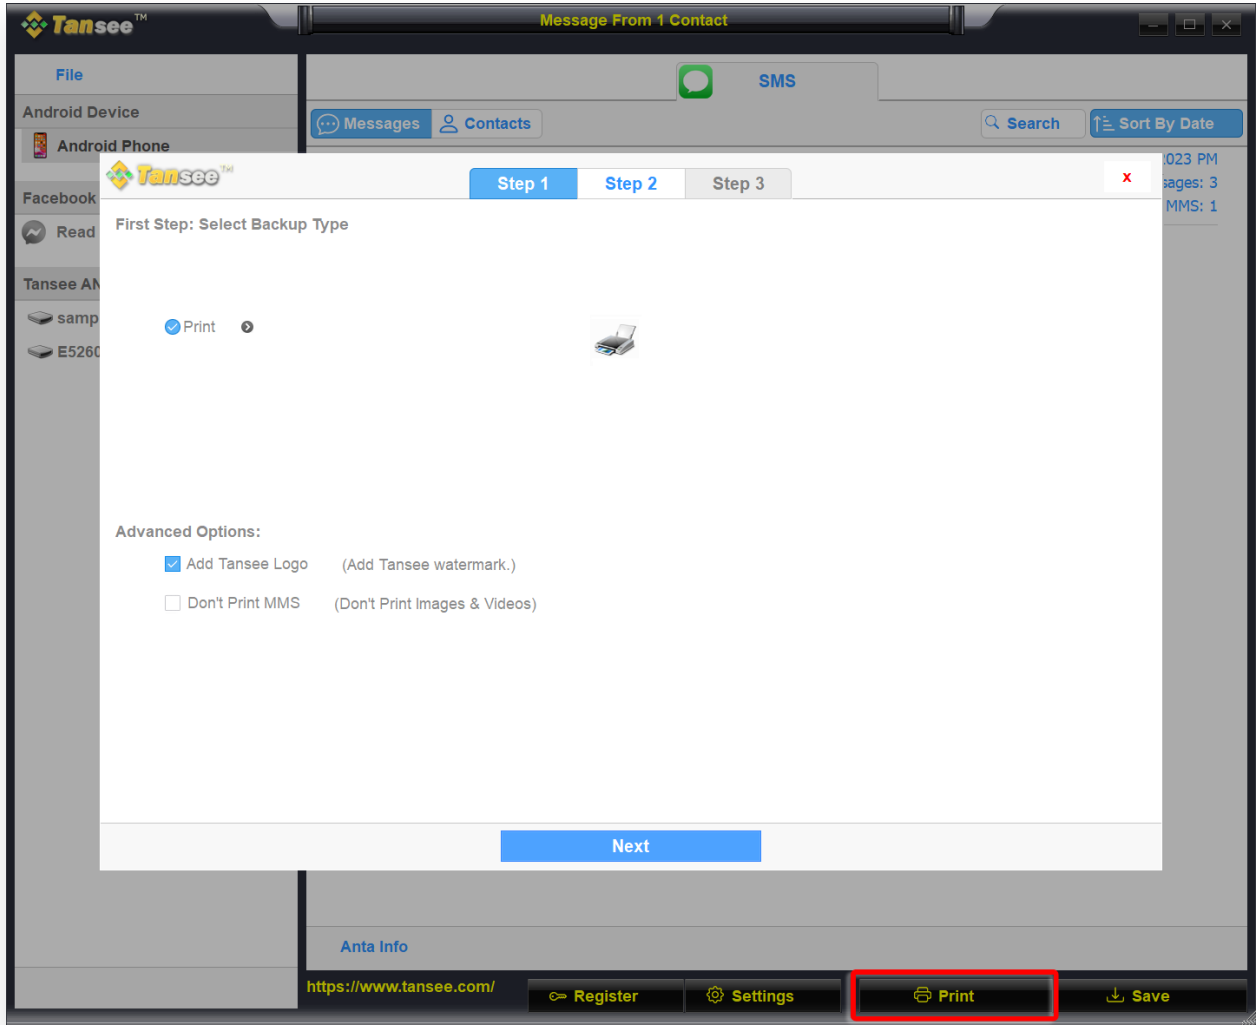 Tansee™
Message From 1 Contact
File
SMS
Android Device
Messages
Contacts
Search
Sort By Date
Android Phone
023 PM
Tansee™
Step 1
Step 2
Step 3
x
sages: 3
Facebook
MMS: 1
First Step: Select Backup Type
Read
Tansee AN
samp
Print
E5260
Advanced Options:
Add Tansee Logo (Add Tansee watermark.)
Don't Print MMS (Don't Print Images & Videos)
Next
Anta Info
https://www.tansee.com/
Register
Settings
Print
Save